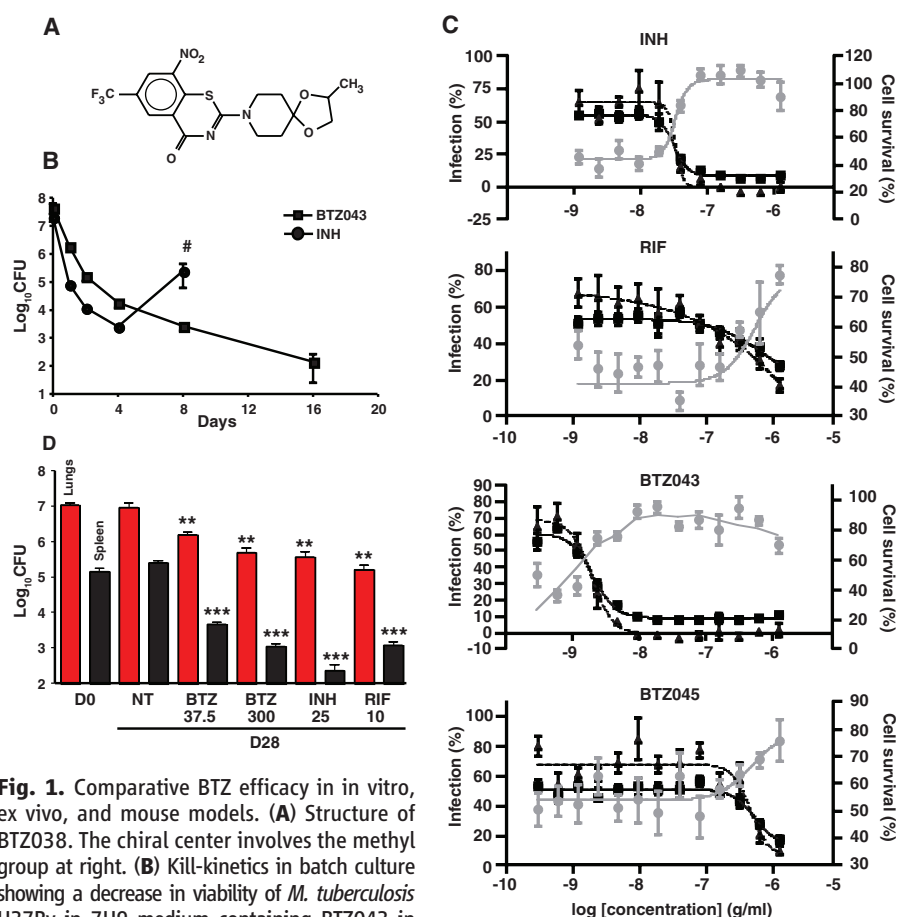 A
NO2
F3C
S
N
N
O
O
O
CH3
B
8
7
6
5
4
3
2
1
Log10CFU
BTZ043
INH
#
0 4 8 12 16 20
Days
D
8
7
6
5
4
3
2
Log10CFU
Lungs
Spleen
** ** ** **
*** *** *** ***
D0 NT BTZ BTZ INH RIF
37.5 300 25 10
D28
Fig. 1. Comparative BTZ efficacy in in vitro,
ex vivo, and mouse models. (A) Structure of
BTZ038. The chiral center involves the methyl
group at right. (B) Kill-kinetics in batch culture
showing a decrease in viability of M. tuberculosis
H37Rv in 7H9 medium containing BTZ043 in
C
INH
100
75
50
25
0
-25
Infection (%)
-9 -8 -7 -6
120
100
80
60
40
20
0
Cell survival (%)
RIF
80
60
40
20
0
Infection (%)
-10 -9 -8 -7 -6 -5
80
70
60
50
40
30
Cell survival (%)
BTZ043
90
80
70
60
50
40
30
20
10
0
-10
Infection (%)
-9 -8 -7 -6
100
80
60
40
20
0
Cell survival (%)
BTZ045
100
80
60
40
20
0
Infection (%)
-10 -9 -8 -7 -6 -5
90
80
70
60
50
40
30
Cell survival (%)
log [concentration] (g/ml)